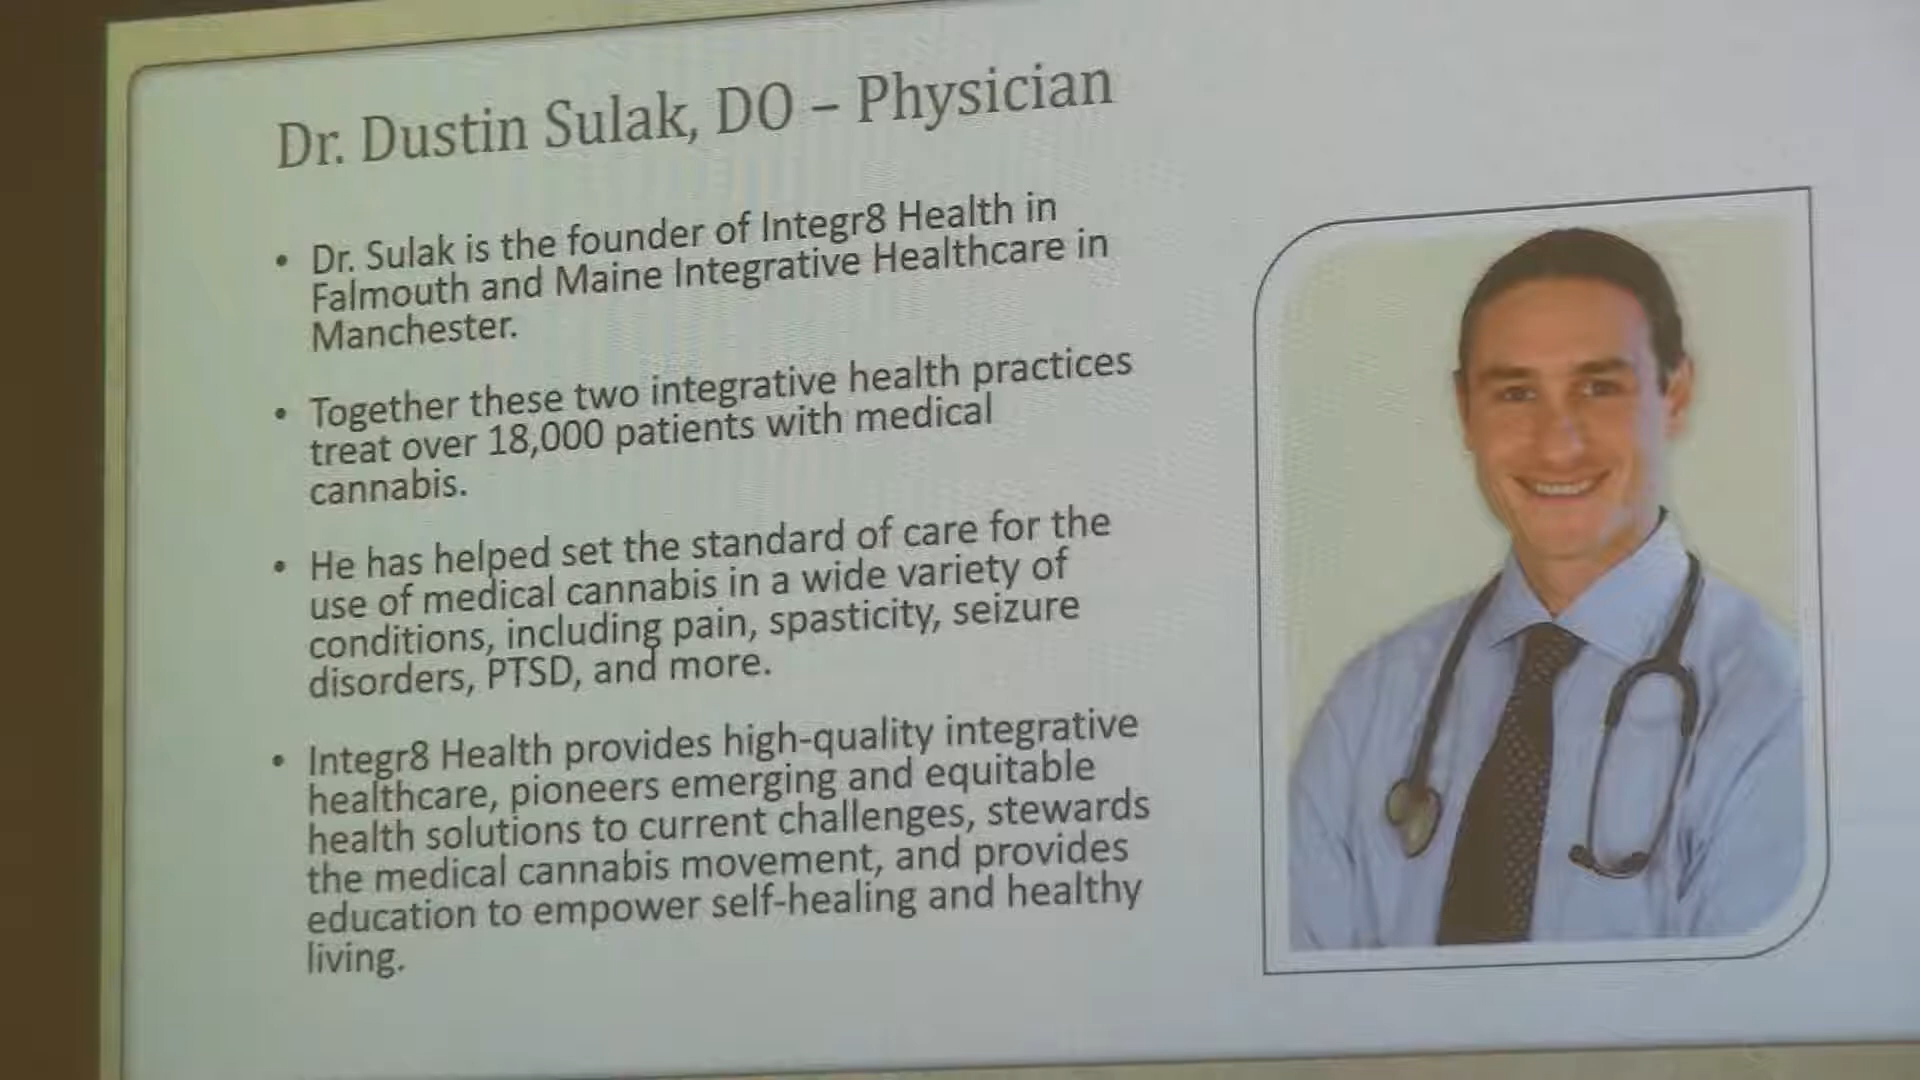 Dr. Dustin Sulak, DO – Physician
• Dr. Sulak is the founder of Integr8 Health in
Falmouth and Maine Integrative Healthcare in
Manchester.
• Together these two integrative health practices
treat over 18,000 patients with medical
cannabis.
• He has helped set the standard of care for the
use of medical cannabis in a wide variety of
conditions, including pain, spasticity, seizure
disorders, PTSD, and more.
• Integr8 Health provides high-quality integrative
healthcare, pioneers emerging and equitable
health solutions to current challenges, stewards
the medical cannabis movement, and provides
education to empower self-healing and healthy
living.